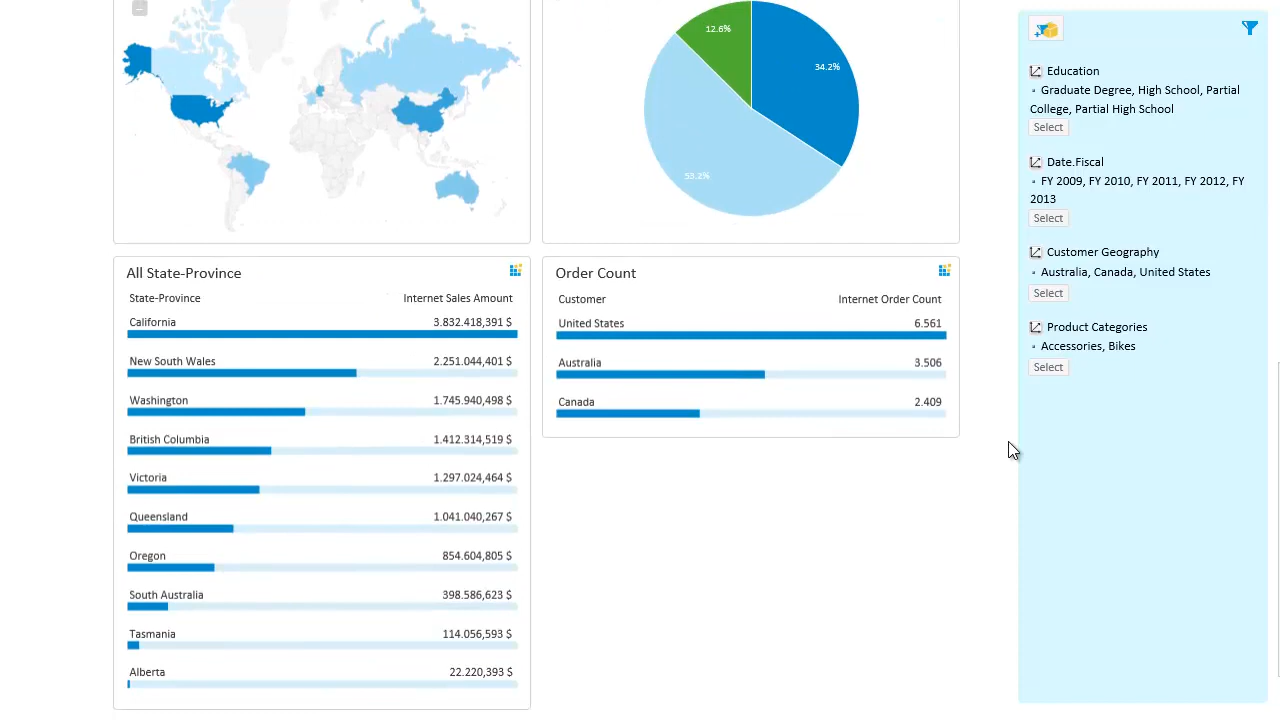 12.6%
34.2%
53.2%
All State-Province
State-Province Internet Sales Amount
California 3.832.418,391 $
New South Wales 2.251.044,401 $
Washington 1.745.940,498 $
British Columbia 1.412.314,519 $
Victoria 1.297.024,464 $
Queensland 1.041.040,267 $
Oregon 854.604,805 $
South Australia 398.586,623 $
Tasmania 114.056,593 $
Alberta 22.220,393 $
Order Count
Customer Internet Order Count
United States 6.561
Australia 3.506
Canada 2.409
Education
Graduate Degree, High School, Partial
College, Partial High School
Select
Date.Fiscal
FY 2009, FY 2010, FY 2011, FY 2012, FY
2013
Select
Customer Geography
Australia, Canada, United States
Select
Product Categories
Accessories, Bikes
Select